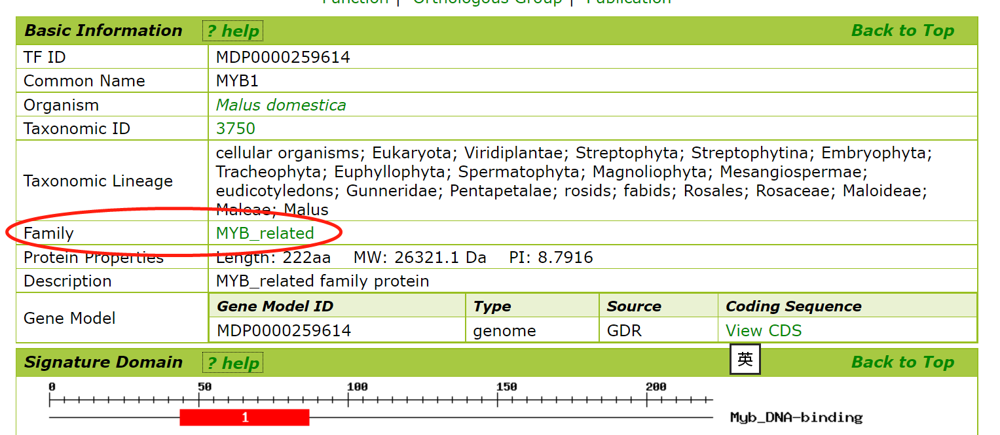 Function | Orthologous Group | Publication
Basic Information ? help Back to Top
TF ID MDP0000259614
Common Name MYB1
Organism Malus domestica
Taxonomic ID 3750
Taxonomic Lineage
cellular organisms; Eukaryota; Viridiplantae; Streptophyta; Streptophytina; Embryophyta;
Tracheophyta; Euphyllophyta; Spermatophyta; Magnoliophyta; Mesangiospermae;
eudicotyledons; Gunneridae; Pentapetalae; rosids; fabids; Rosales; Rosaceae; Maloideae;
Maleae; Malus
Family MYB_related
Protein Properties Length: 222aa MW: 26321.1 Da PI: 8.7916
Description MYB_related family protein
Gene Model
Gene Model ID Type Source Coding Sequence
MDP0000259614 genome GDR View CDS
英
Signature Domain ? help Back to Top
0 50 100 150 200
1 Myb_DNA-binding